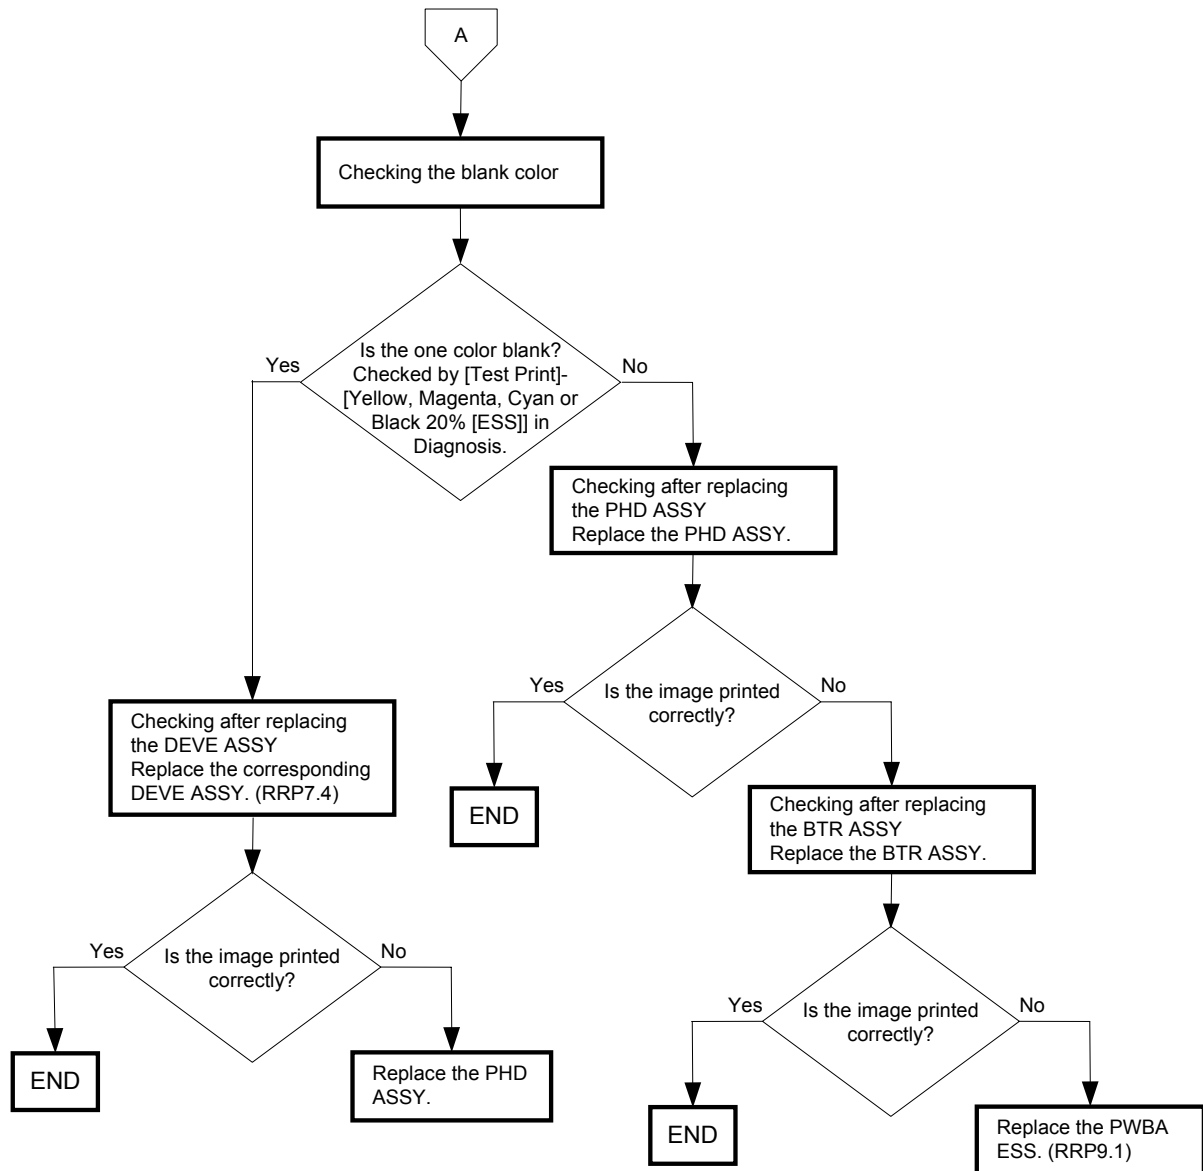 A
Checking the blank color
Is the one color blank?
Checked by [Test Print]-
[Yellow, Magenta, Cyan or
Black 20% [ESS]] in
Diagnosis.
Yes
No
Checking after replacing
the PHD ASSY
Replace the PHD ASSY.
Is the image printed
correctly?
Yes
No
Checking after replacing
the DEVE ASSY
Replace the corresponding
DEVE ASSY. (RRP7.4)
END
Checking after replacing
the BTR ASSY
Replace the BTR ASSY.
Is the image printed
correctly?
Yes
No
Is the image printed
correctly?
Yes
No
END
Replace the PHD
ASSY.
END
Replace the PWBA
ESS. (RRP9.1)